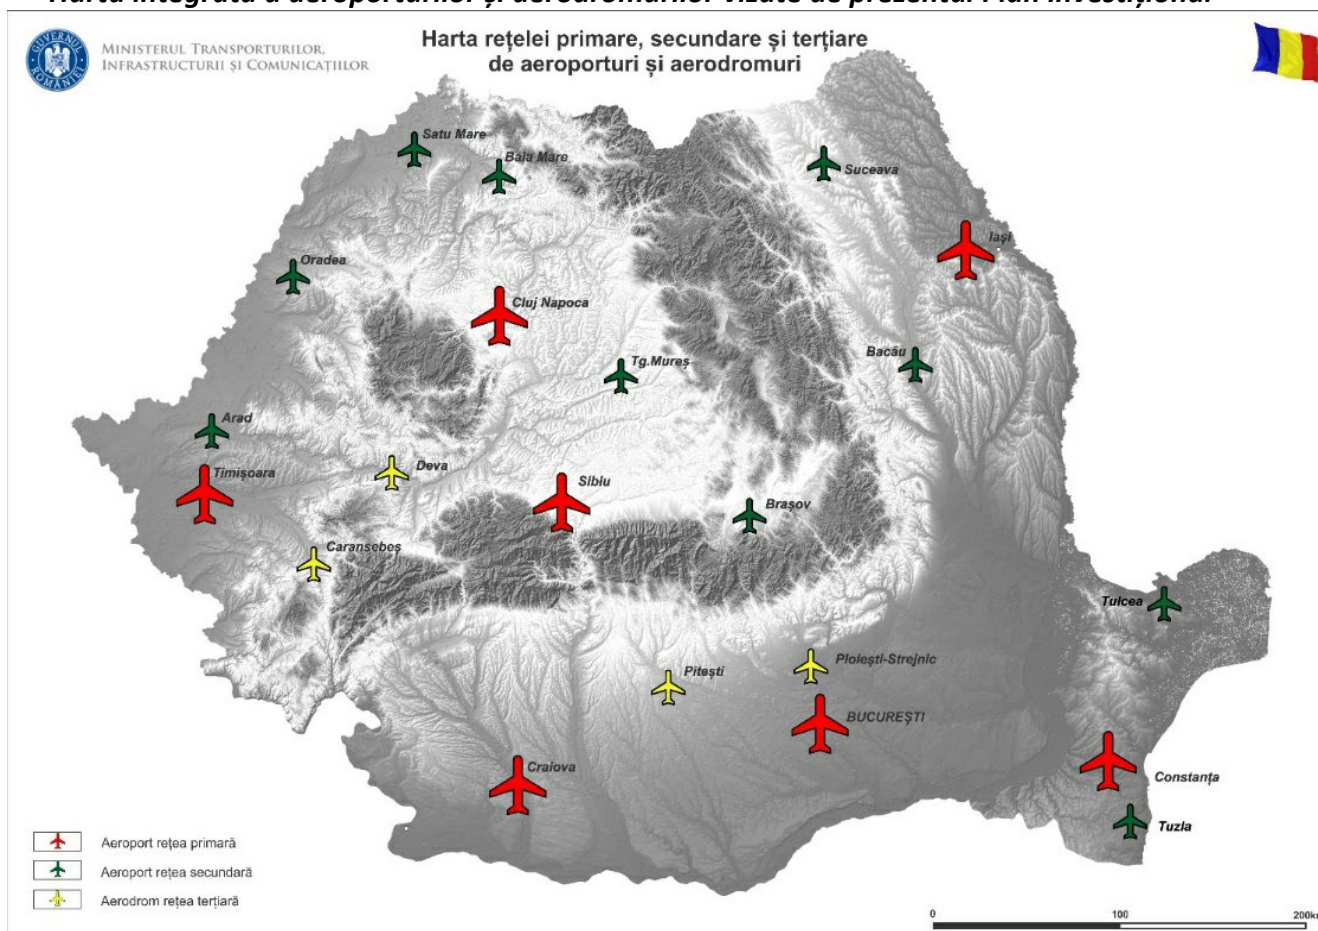 Harta integrată a aeroporturilor și aerodromurilor vizate de prezentul Plan investițional
MINISTERUL TRANSPORTURILOR,
INFRASTRUCTURII ȘI COMUNICAȚIILOR
GUVERNUL ROMÂNIEI
Harta rețelei primare, secundare și terțiare
de aeroporturi și aerodromuri
Satu Mare
Baia Mare
Suceava
Iași
Oradea
Cluj Napoca
Bacău
Tg.Mureș
Arad
Timișoara
Deva
Sibiu
Brașov
Caransebeș
Tulcea
Ploiești-Strejnic
Pitești
BUCUREȘTI
Craiova
Constanța
Tuzla
Aeroport rețea primară
Aeroport rețea secundară
Aerodrom rețea terțiară
0 100 200km